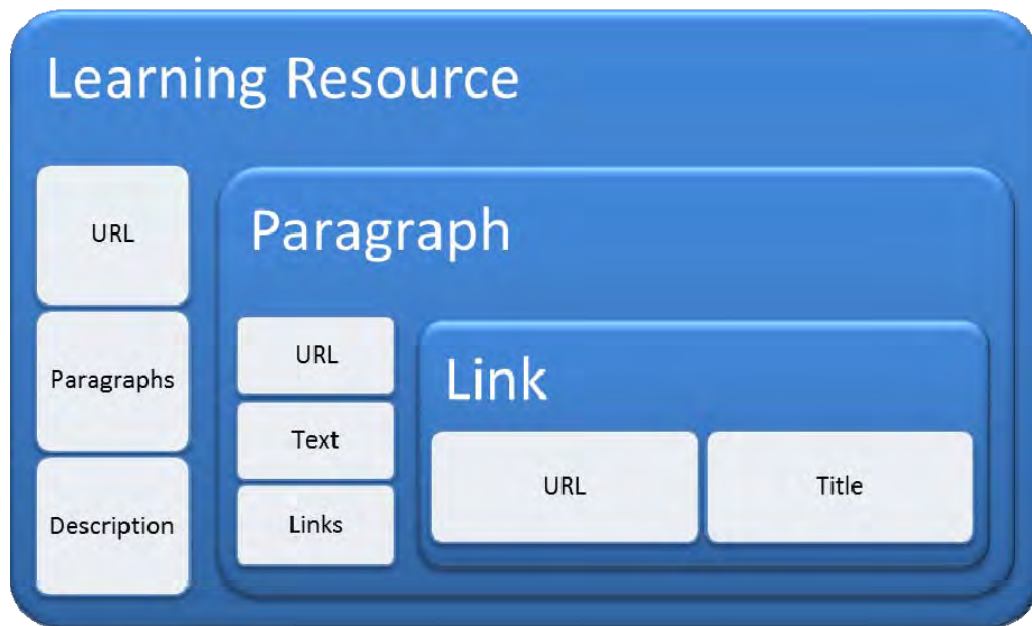 Learning Resource
URL
Paragraphs
Description
Paragraph
URL
Text
Links
Link
URL
Title